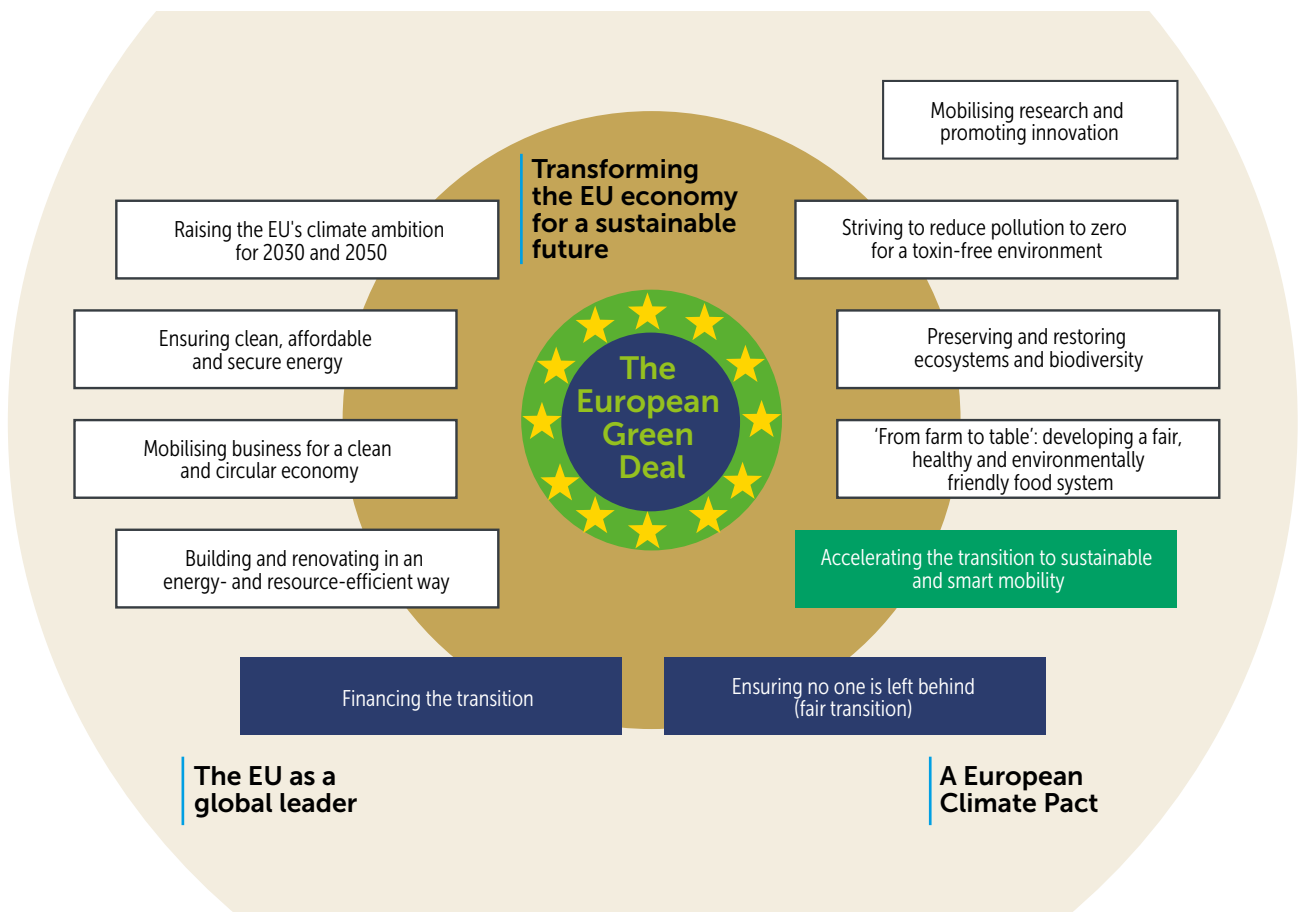 Mobilising research and
promoting innovation
Transforming
the EU economy
for a sustainable
future
Raising the EU's climate ambition
for 2030 and 2050
Striving to reduce pollution to zero
for a toxin-free environment
Ensuring clean, affordable
and secure energy
Preserving and restoring
ecosystems and biodiversity
The
European
Green
Deal
Mobilising business for a clean
and circular economy
‘From farm to table’: developing a fair,
healthy and environmentally
friendly food system
Building and renovating in an
energy- and resource-efficient way
Accelerating the transition to sustainable
and smart mobility
Financing the transition
Ensuring no one is left behind
(fair transition)
The EU as a
global leader
A European
Climate Pact